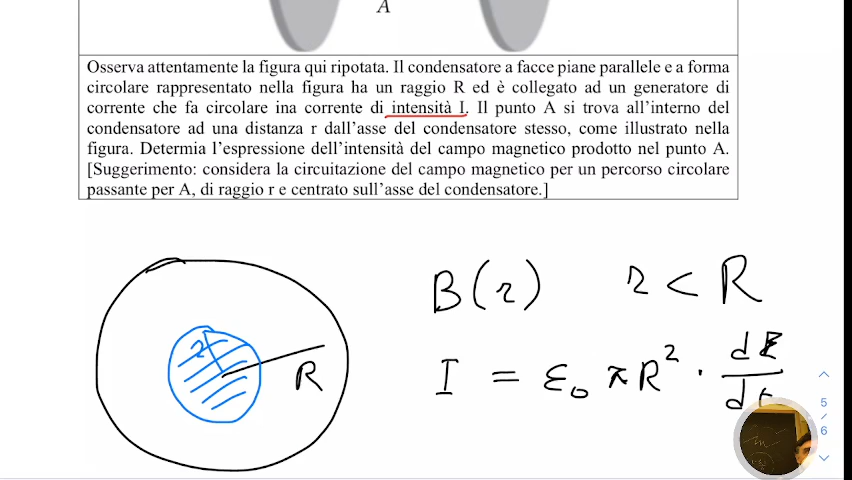 A
Osserva attentamente la figura qui ripotata. Il condensatore a facce piane parallele e a forma
circolare rappresentato nella figura ha un raggio R ed è collegato ad un generatore di
corrente che fa circolare ina corrente di intensità I. Il punto A si trova all'interno del
condensatore ad una distanza r dall'asse del condensatore stesso, come illustrato nella
figura. Determia l'espressione dell'intensità del campo magnetico prodotto nel punto A.
[Suggerimento: considera la circuitazione del campo magnetico per un percorso circolare
passante per A, di raggio r e centrato sull'asse del condensatore.]
B(r) r < R
r
R
I = ε₀ πR² · dE/dt
5
/
6